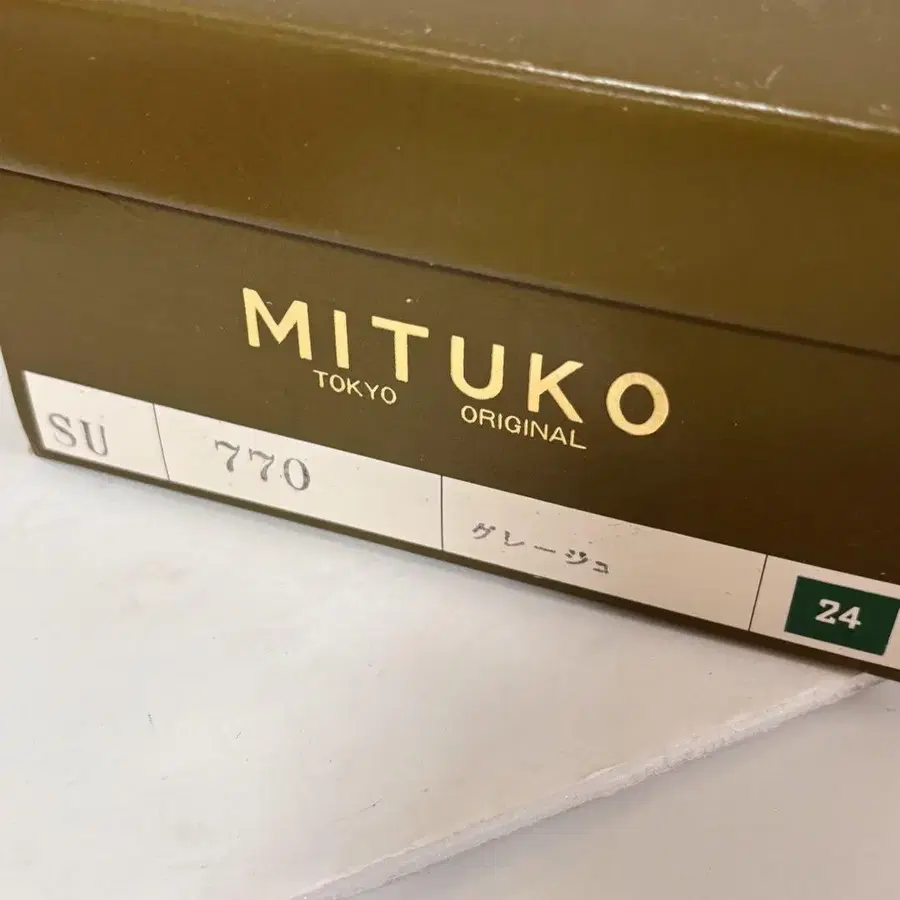 MITUKO
TOKYO ORIGINAL
SU 770 グレージュ 24